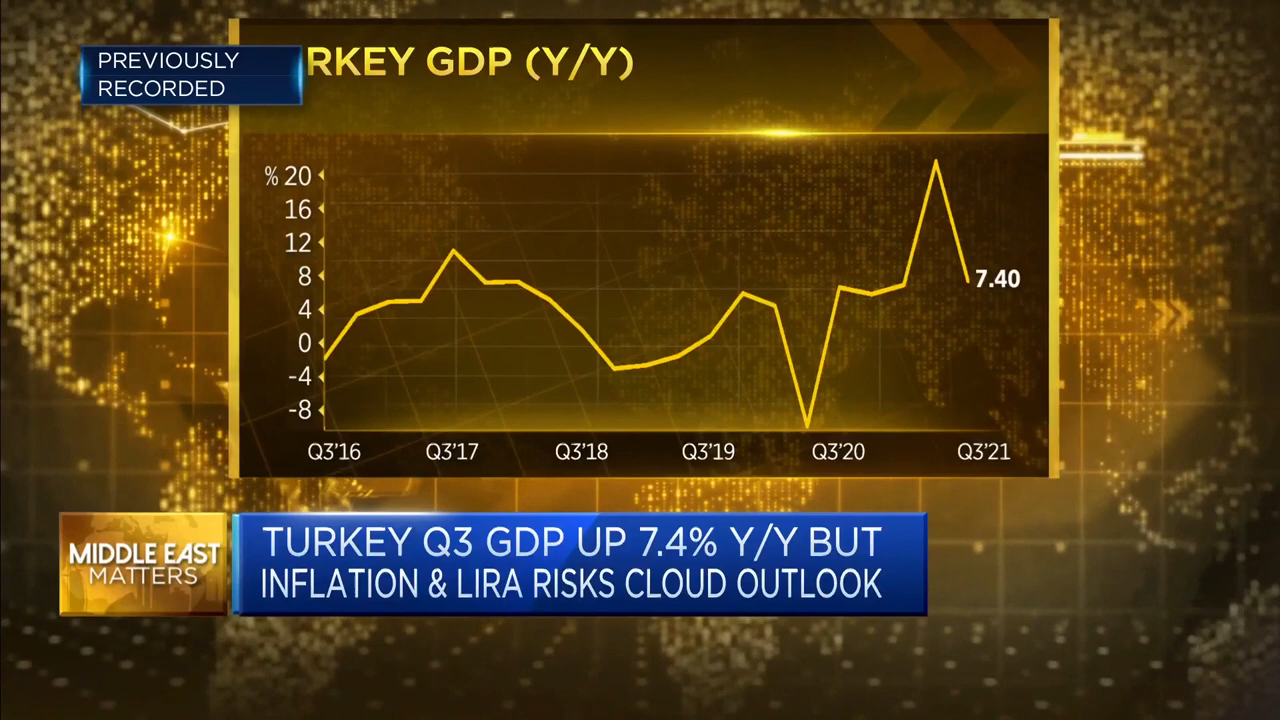 PREVIOUSLY
RECORDED
RKEY GDP (Y/Y)
% 20
16
12
8
4
0
-4
-8
7.40
Q3'16 Q3'17 Q3'18 Q3'19 Q3'20 Q3'21
MIDDLE EAST
MATTERS
TURKEY Q3 GDP UP 7.4% Y/Y BUT
INFLATION & LIRA RISKS CLOUD OUTLOOK